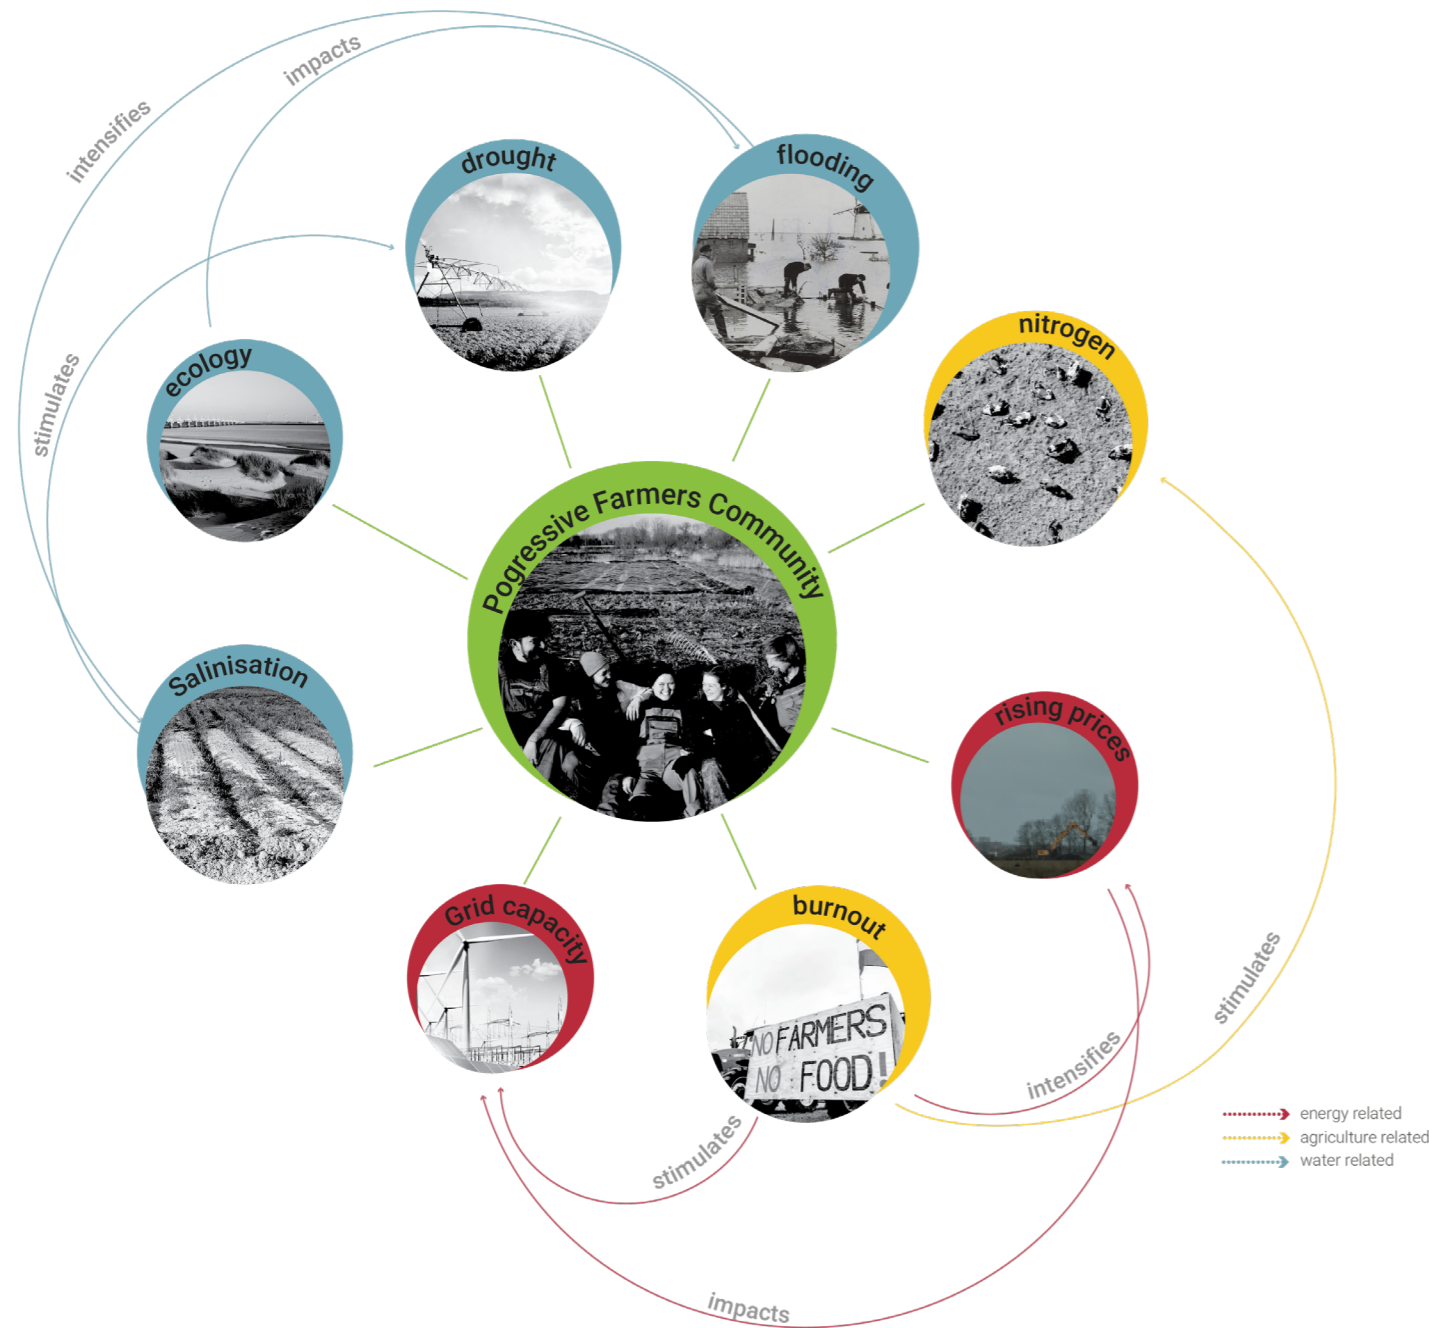 impacts
intensifies
drought
flooding
nitrogen
stimulates
ecology
Pogressive Farmers Community
Salinisation
rising prices
Grid capacity
burnout
NO FARMERS
NO FOOD!
stimulates
intensifies
stimulates
impacts
energy related
agriculture related
water related